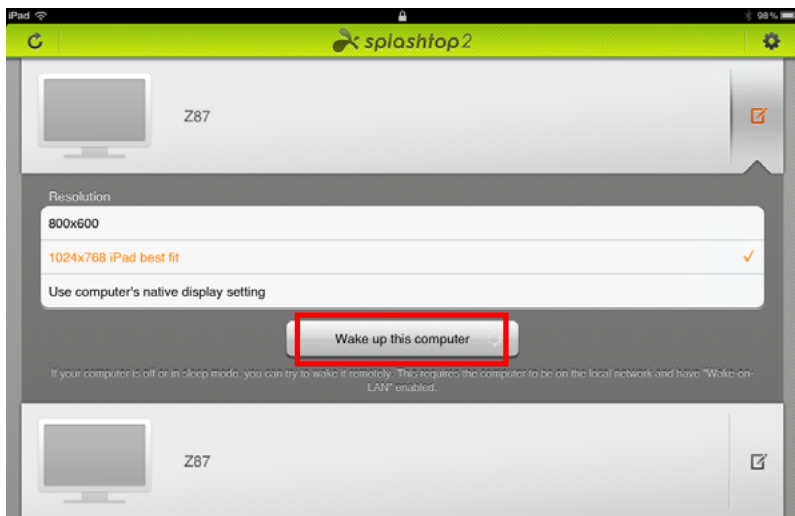 iPad 98%
splashtop2
Z87
Resolution
800x600
1024x768 iPad best fit
Use computer's native display setting
Wake up this computer
If your computer is off or in sleep mode, you can try to wake it remotely. This requires the computer to be on the local network and have "Wake-on-
LAN" enabled.
Z87